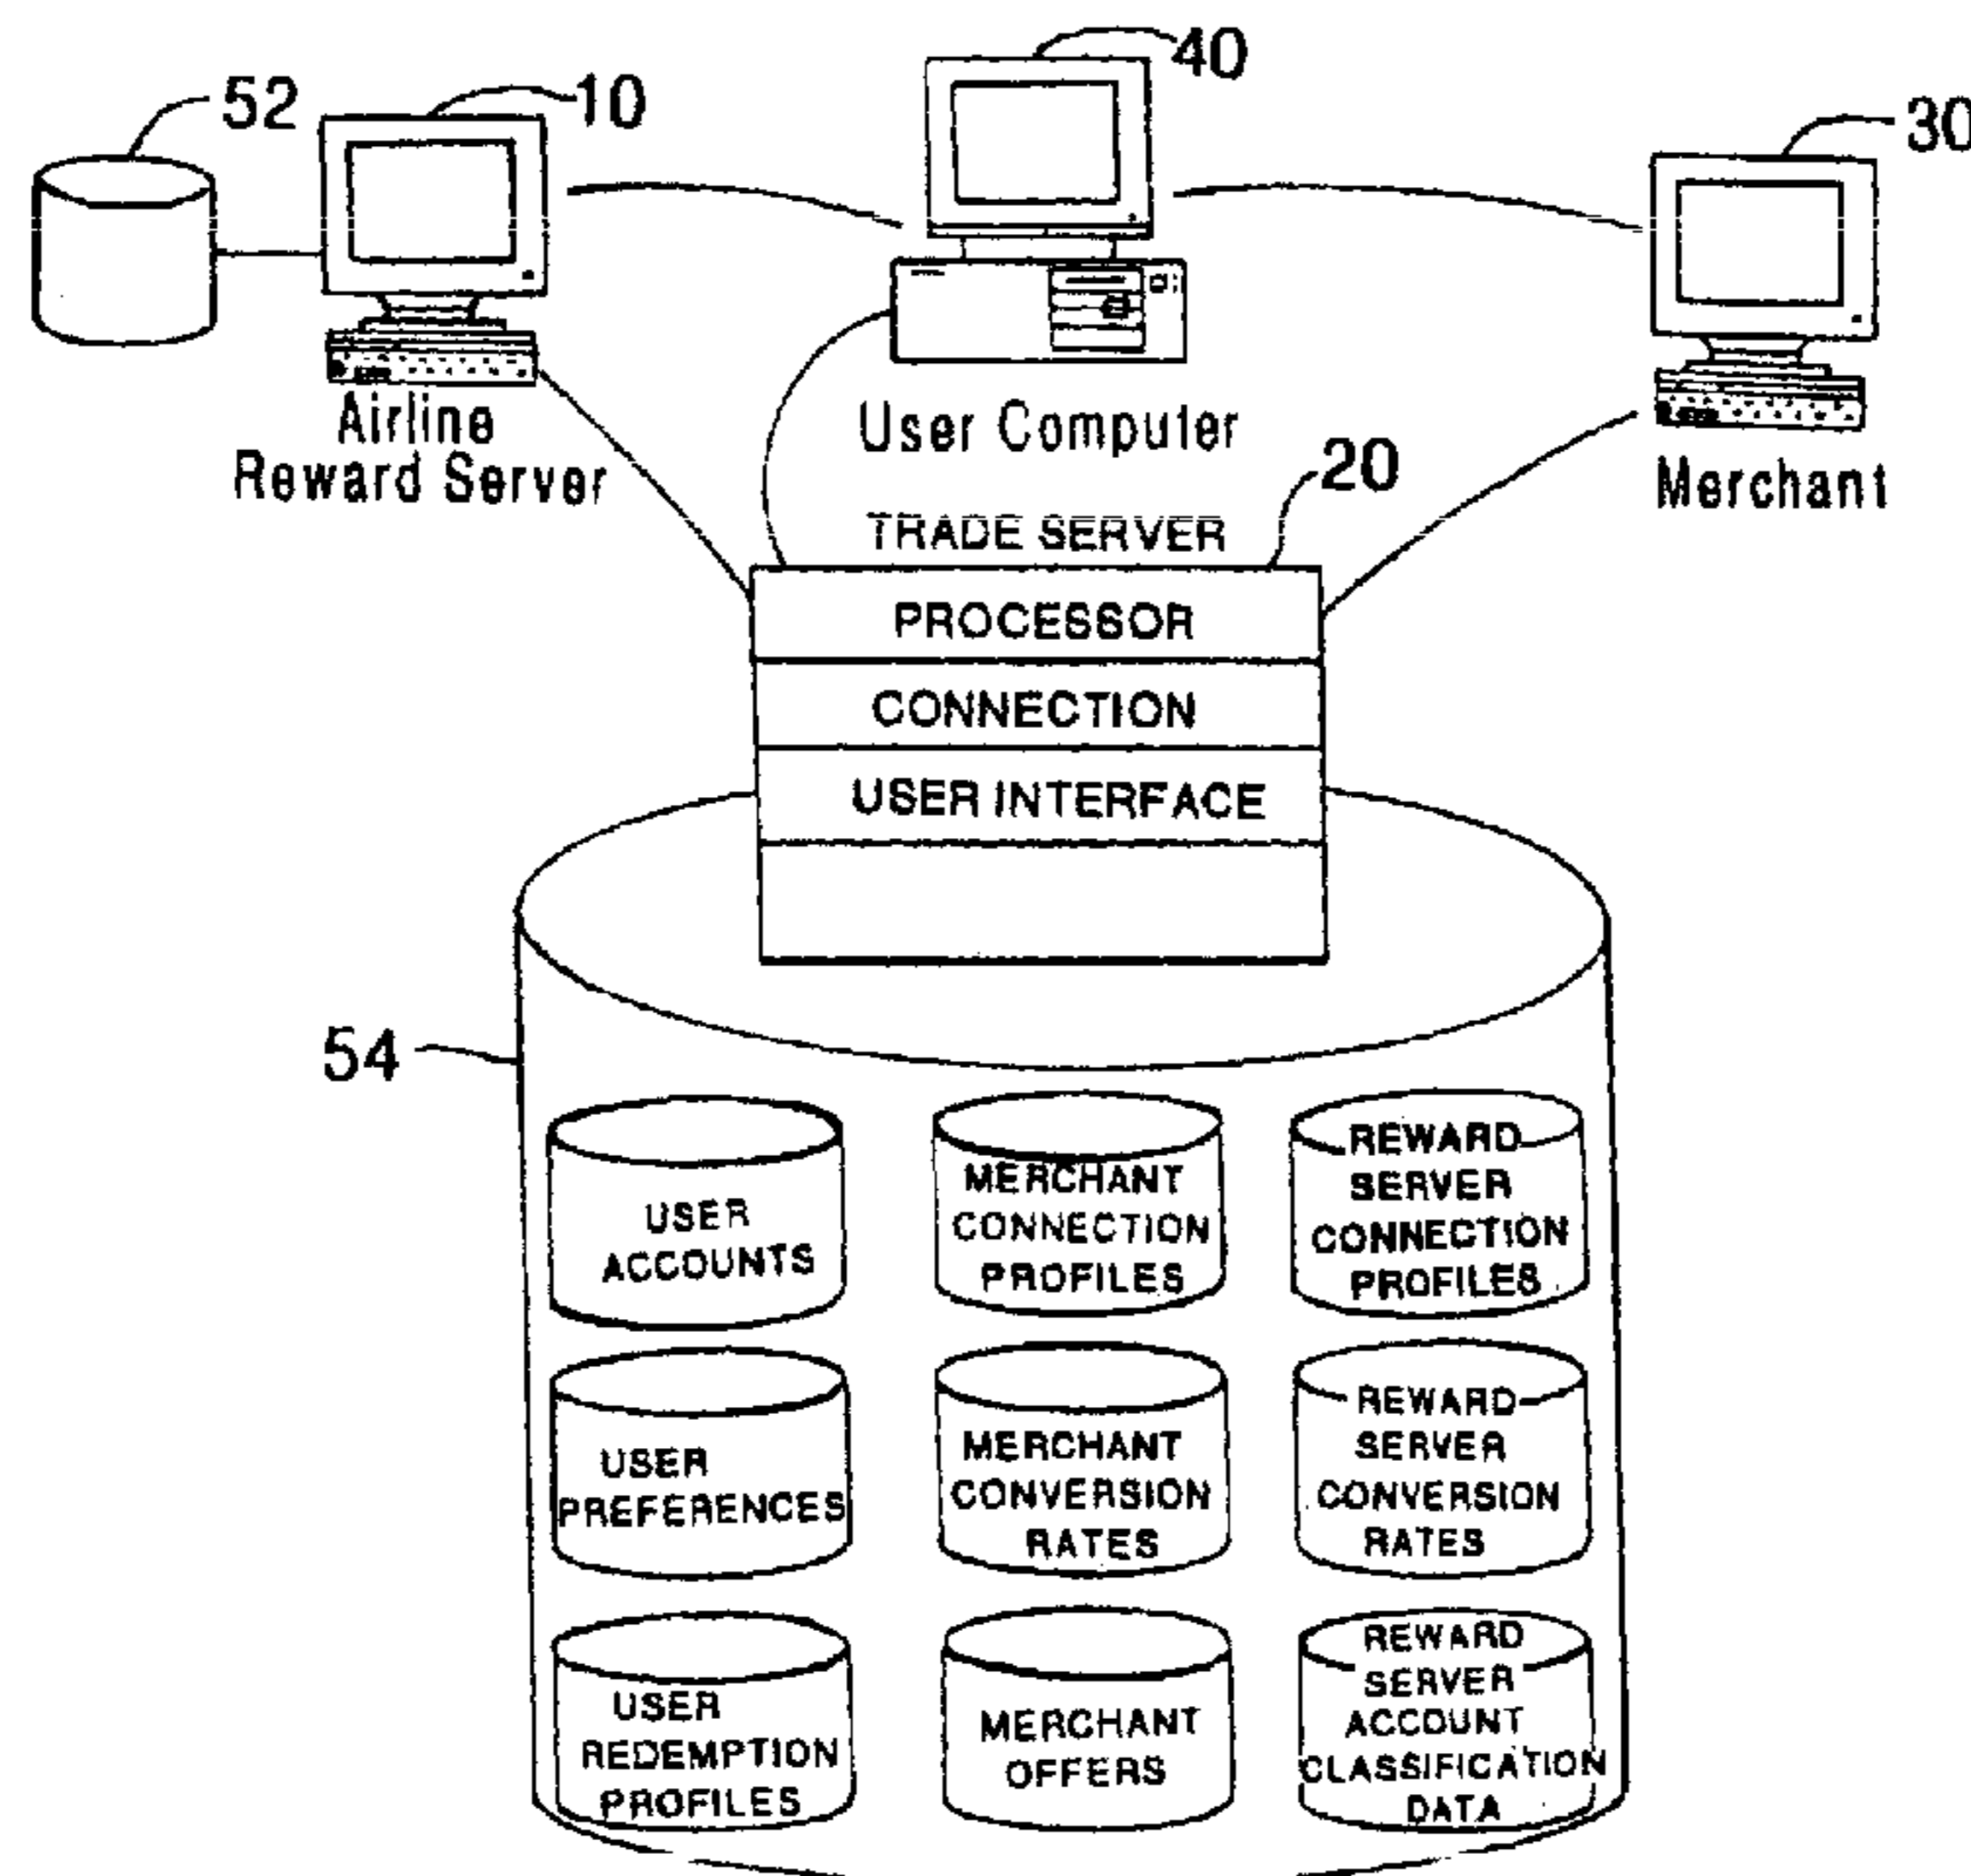 40
52
10
30
Airline
Reward Server
User Computer
Merchant
20
TRADE SERVER
PROCESSOR
CONNECTION
USER INTERFACE
54
USER
ACCOUNTS
MERCHANT
CONNECTION
PROFILES
REWARD
SERVER
CONNECTION
PROFILES
USER
PREFERENCES
MERCHANT
CONVERSION
RATES
REWARD
SERVER
CONVERSION
RATES
USER
REDEMPTION
PROFILES
MERCHANT
OFFERS
REWARD
SERVER
ACCOUNT
CLASSIFICATION
DATA